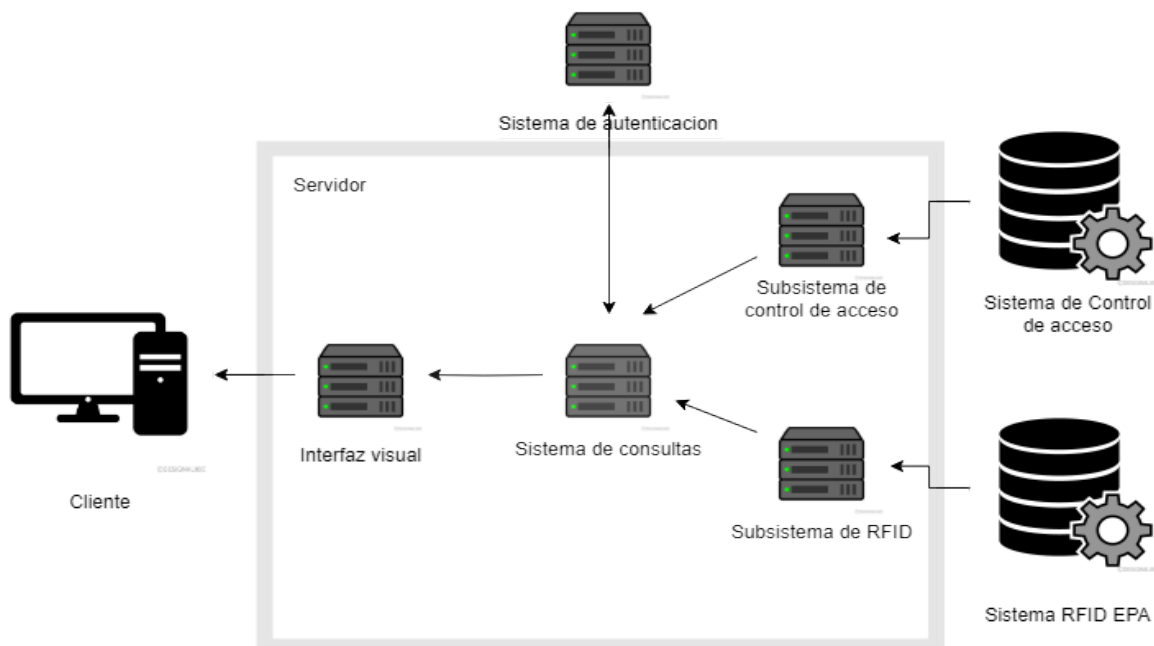 Sistema de autenticacion
Servidor
Subsistema de
control de acceso
Sistema de Control
de acceso
Interfaz visual
Sistema de consultas
Cliente
Subsistema de RFID
Sistema RFID EPA